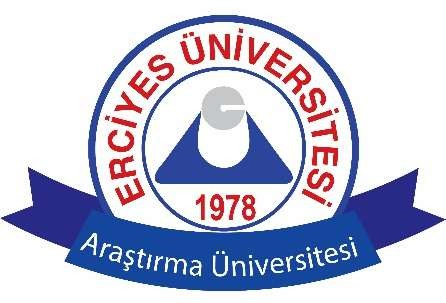 ERCİYES ÜNİVERSİTESİ
1978
Araştırma Üniversitesi